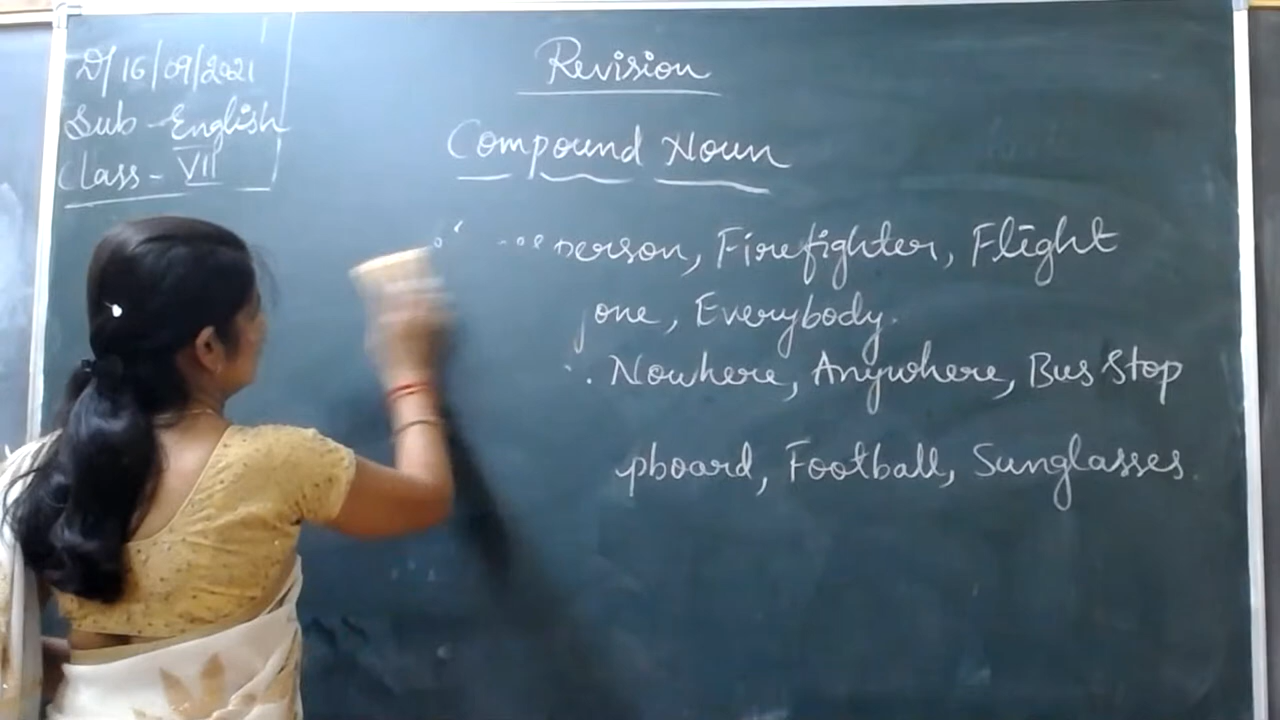 D/16/09/2021
Sub - English
Class - VII
Revision
Compound Noun
person, Firefighter, Flight
one, Everybody.
Nowhere, Anywhere, Bus Stop
pboard, Football, Sunglasses.